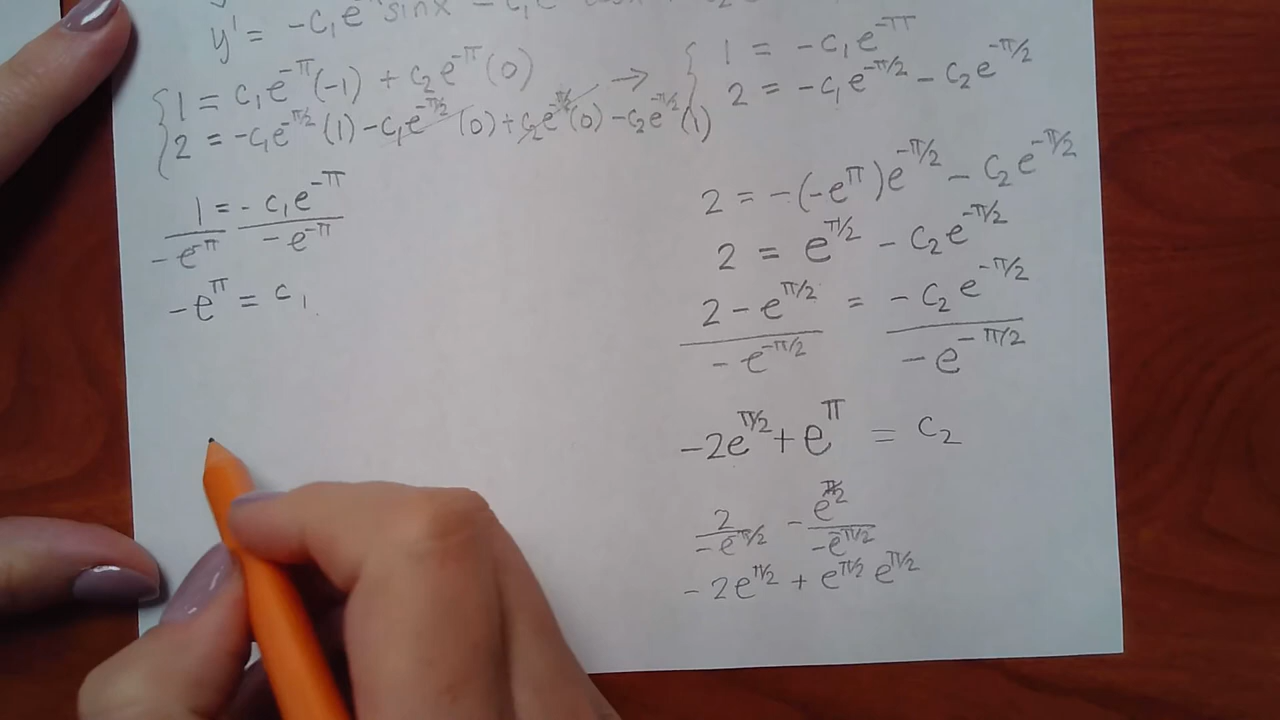 y' = -c₁e sinx
{ 1 = c₁e^{-π}(-1) + c₂e^{-π}(0) → { 1 = -c₁e^{-π}
2 = -c₁e^{-π/2}(1) - c₁e^{-π/2}(0) + c₂e^{-π/2}(0) - c₂e^{-π/2}(1) 2 = -c₁e^{-π/2} - c₂e^{-π/2}
1 = -c₁e^{-π}
-e^{-π} -e^{-π}
-e^{π} = c₁
2 = -(-e^{π})e^{-π/2} - c₂e^{-π/2}
2 = e^{π/2} - c₂e^{-π/2}
2 - e^{π/2} = -c₂e^{-π/2}
-e^{-π/2} -e^{-π/2}
-2e^{π/2} + e^{π} = c₂
2 - e^{π/2}
-e^{-π/2} -e^{-π/2}
-2e^{π/2} + e^{π/2} e^{π/2}